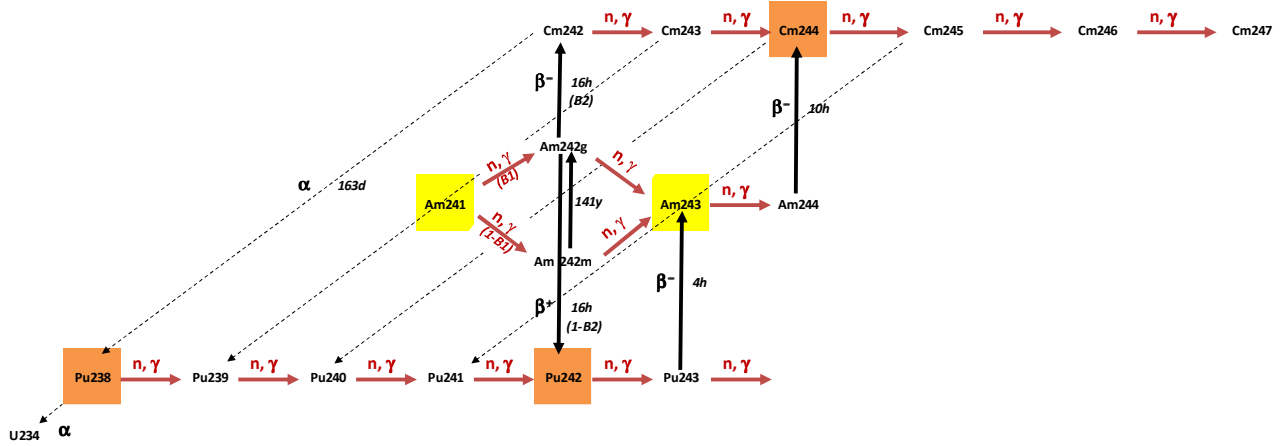 n, γ n, γ n, γ n, γ n, γ
Cm242 Cm243 Cm244 Cm245 Cm246 Cm247
β⁻ 16h
(B2)
β⁻ 10h
Am242g
n, γ
(B1)
n, γ
α 163d
141y
Am241 Am243 n, γ Am244
n, γ
(1-B1)
n, γ
Am 242m
β⁺ 16h
(1-B2)
β⁻ 4h
n, γ n, γ n, γ n, γ n, γ n, γ
Pu238 Pu239 Pu240 Pu241 Pu242 Pu243
U234 α